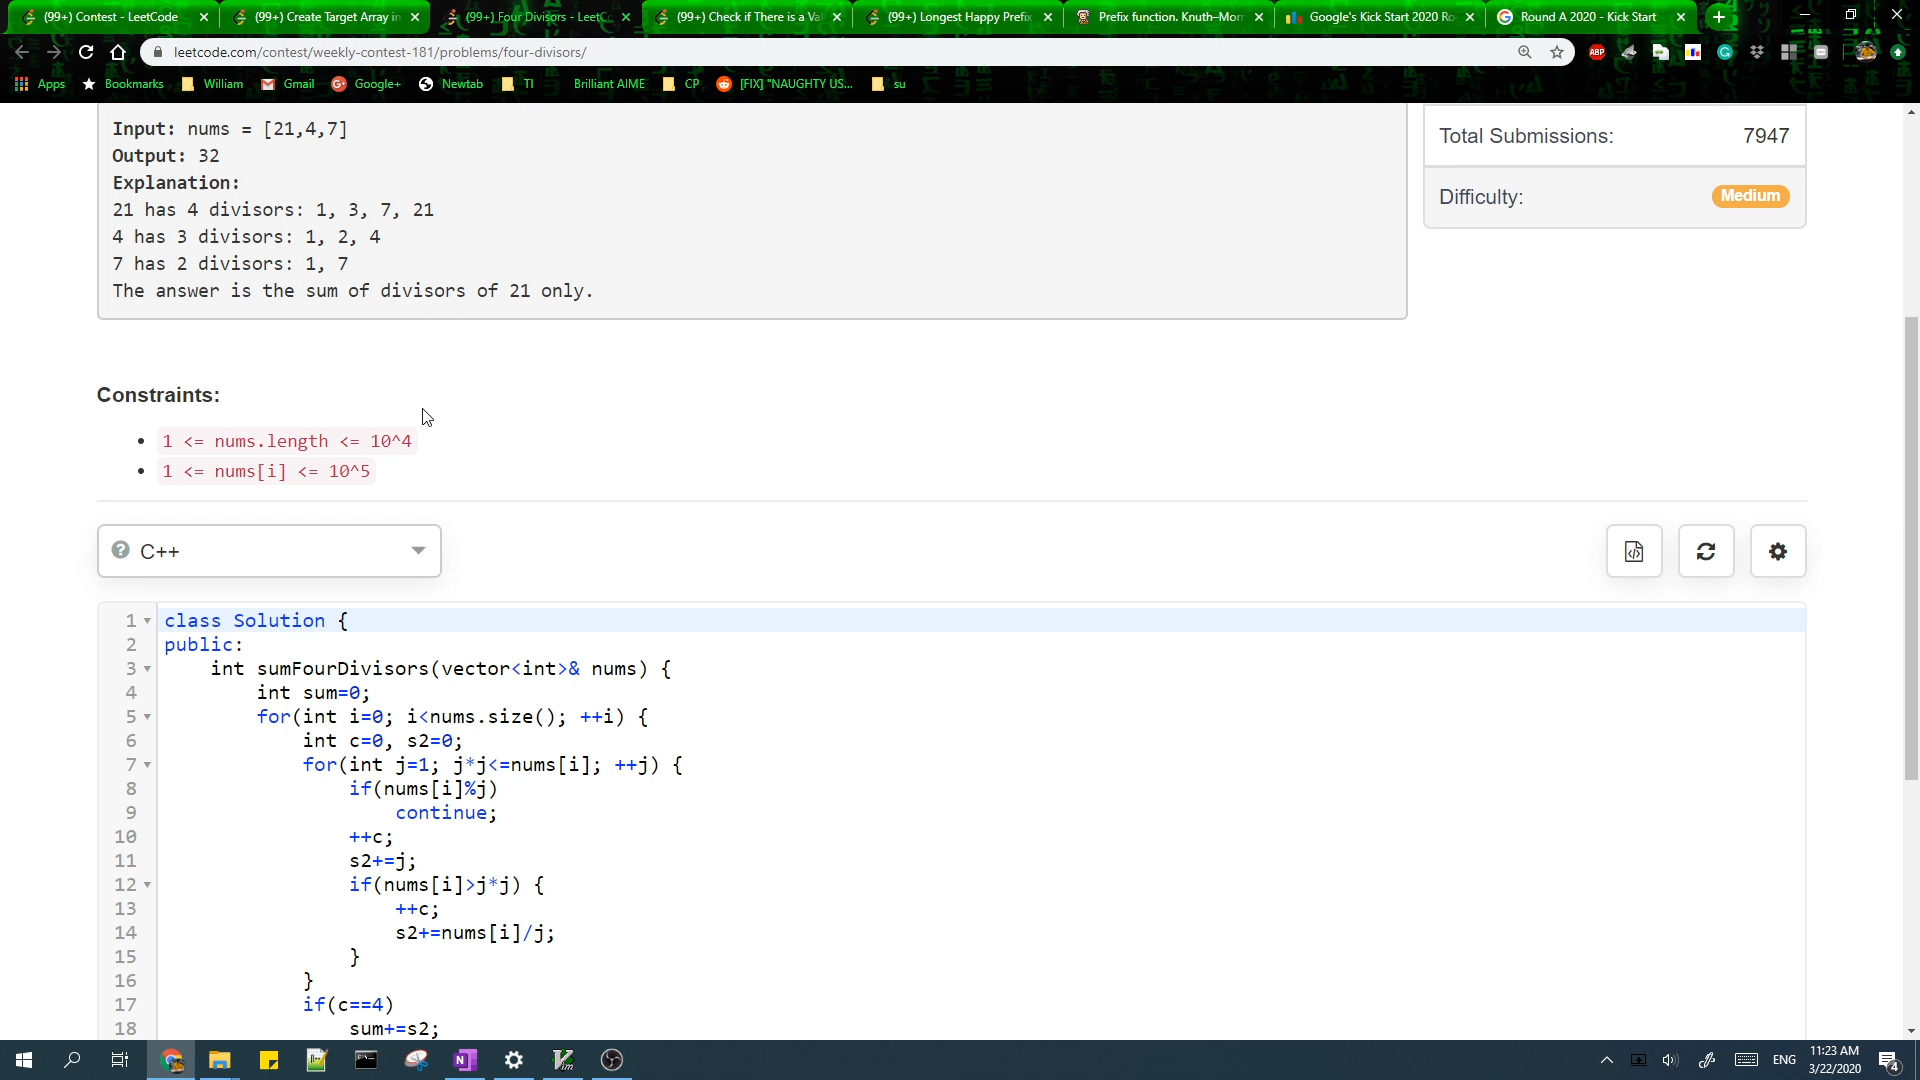 (99+) Contest - LeetCode
(99+) Create Target Array in
(99+) Four Divisors - LeetC
(99+) Check if There is a Va
(99+) Longest Happy Prefix
Prefix function. Knuth–Morr
Google's Kick Start 2020 Ro
Round A 2020 - Kick Start
leetcode.com/contest/weekly-contest-181/problems/four-divisors/
ABP
Apps
Bookmarks
William
Gmail
Google+
Newtab
TI
Brilliant AIME
CP
[FIX] "NAUGHTY US...
su
Input: nums = [21,4,7]
Output: 32
Explanation:
21 has 4 divisors: 1, 3, 7, 21
4 has 3 divisors: 1, 2, 4
7 has 2 divisors: 1, 7
The answer is the sum of divisors of 21 only.
Total Submissions: 7947
Difficulty: Medium
Constraints:
1 <= nums.length <= 10^4
1 <= nums[i] <= 10^5
C++
1 class Solution {
2 public:
3 int sumFourDivisors(vector<int>& nums) {
4 int sum=0;
5 for(int i=0; i<nums.size(); ++i) {
6 int c=0, s2=0;
7 for(int j=1; j*j<=nums[i]; ++j) {
8 if(nums[i]%j)
9 continue;
10 ++c;
11 s2+=j;
12 if(nums[i]>j*j) {
13 ++c;
14 s2+=nums[i]/j;
15 }
16 }
17 if(c==4)
18 sum+=s2;
ENG
11:23 AM
3/22/2020
4